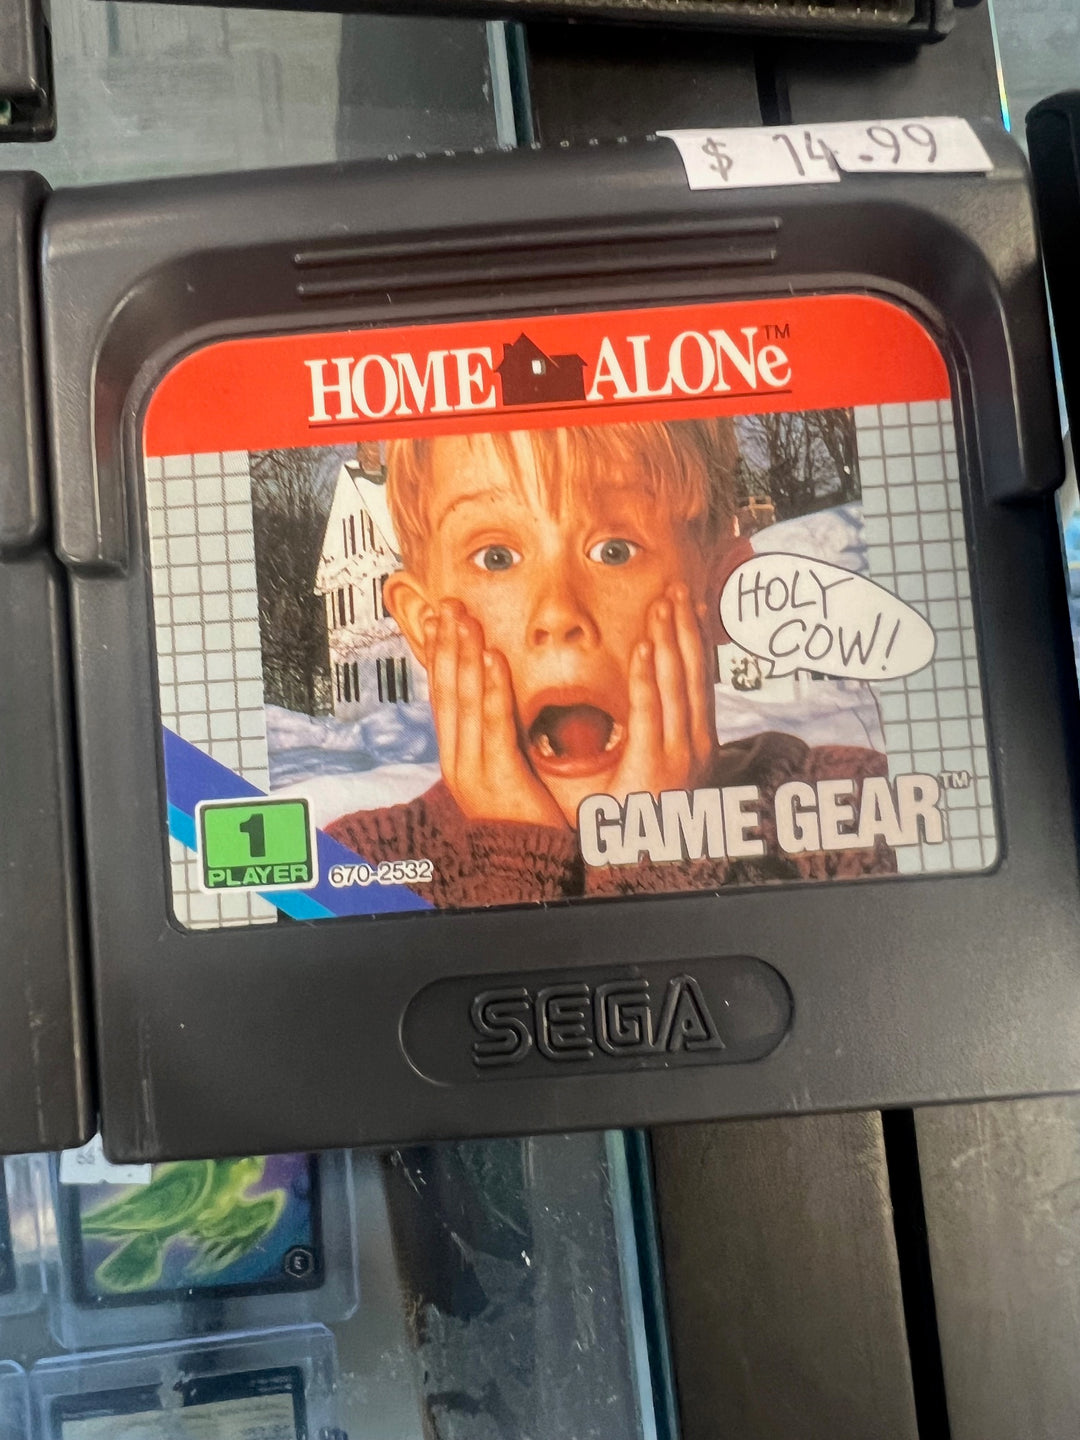 $ 14.99
HOME ALONe™
HOLY
COW!
GAME GEAR™
1
PLAYER
670-2532
SEGA